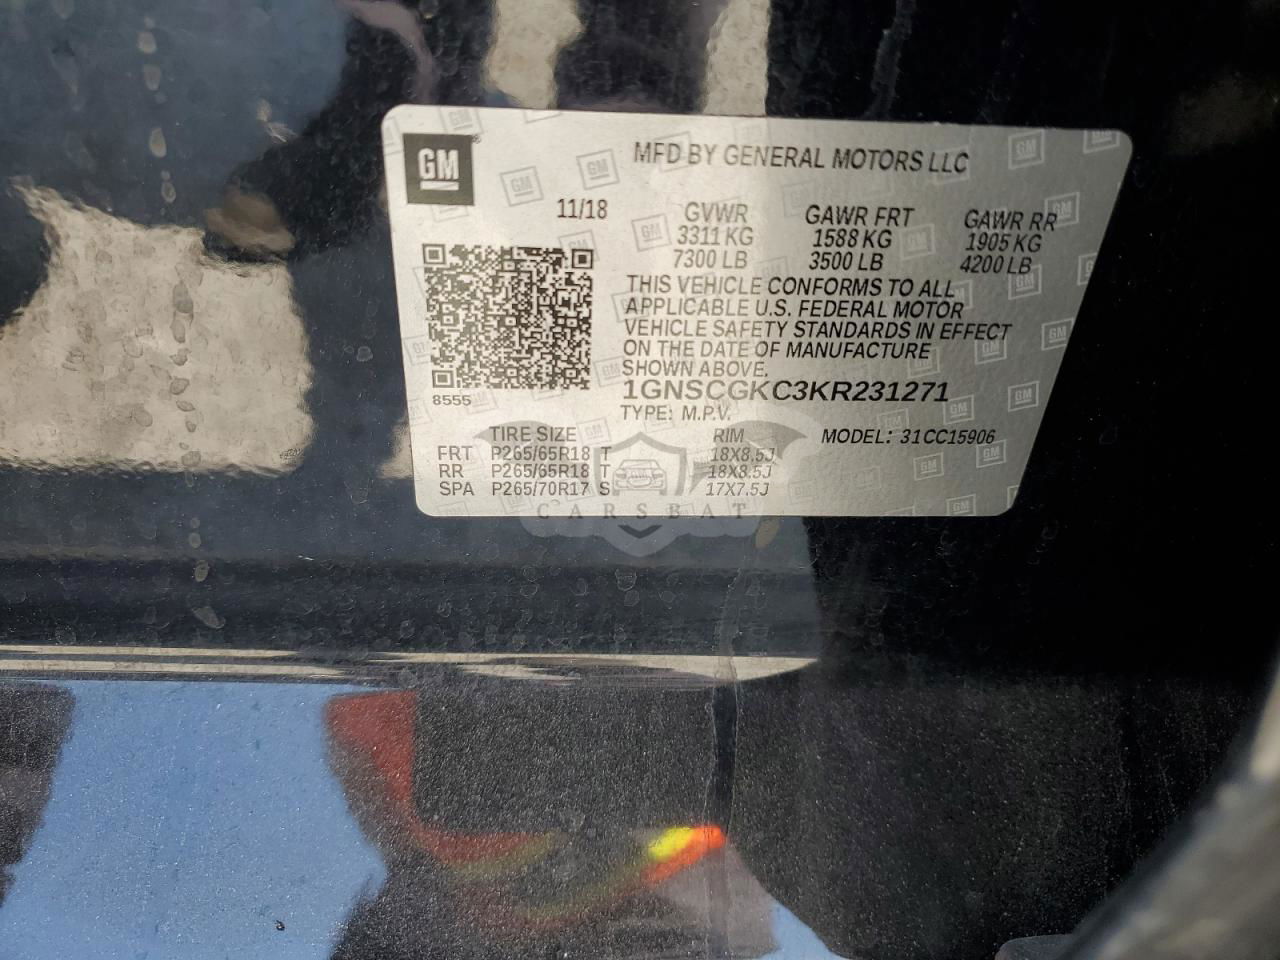 GM
MFD BY GENERAL MOTORS LLC
11/18 GVWR GAWR FRT GAWR RR
3311 KG 1588 KG 1905 KG
7300 LB 3500 LB 4200 LB
THIS VEHICLE CONFORMS TO ALL
APPLICABLE U.S. FEDERAL MOTOR
VEHICLE SAFETY STANDARDS IN EFFECT
ON THE DATE OF MANUFACTURE
SHOWN ABOVE.
8555
1GNSCGKC3KR231271
TYPE: M.P.V.
MODEL: 31CC15906
TIRE SIZE RIM
FRT P265/65R18 T 18X8.5J
RR P265/65R18 T 18X8.5J
SPA P265/70R17 S 17X7.5J
CARSBAT